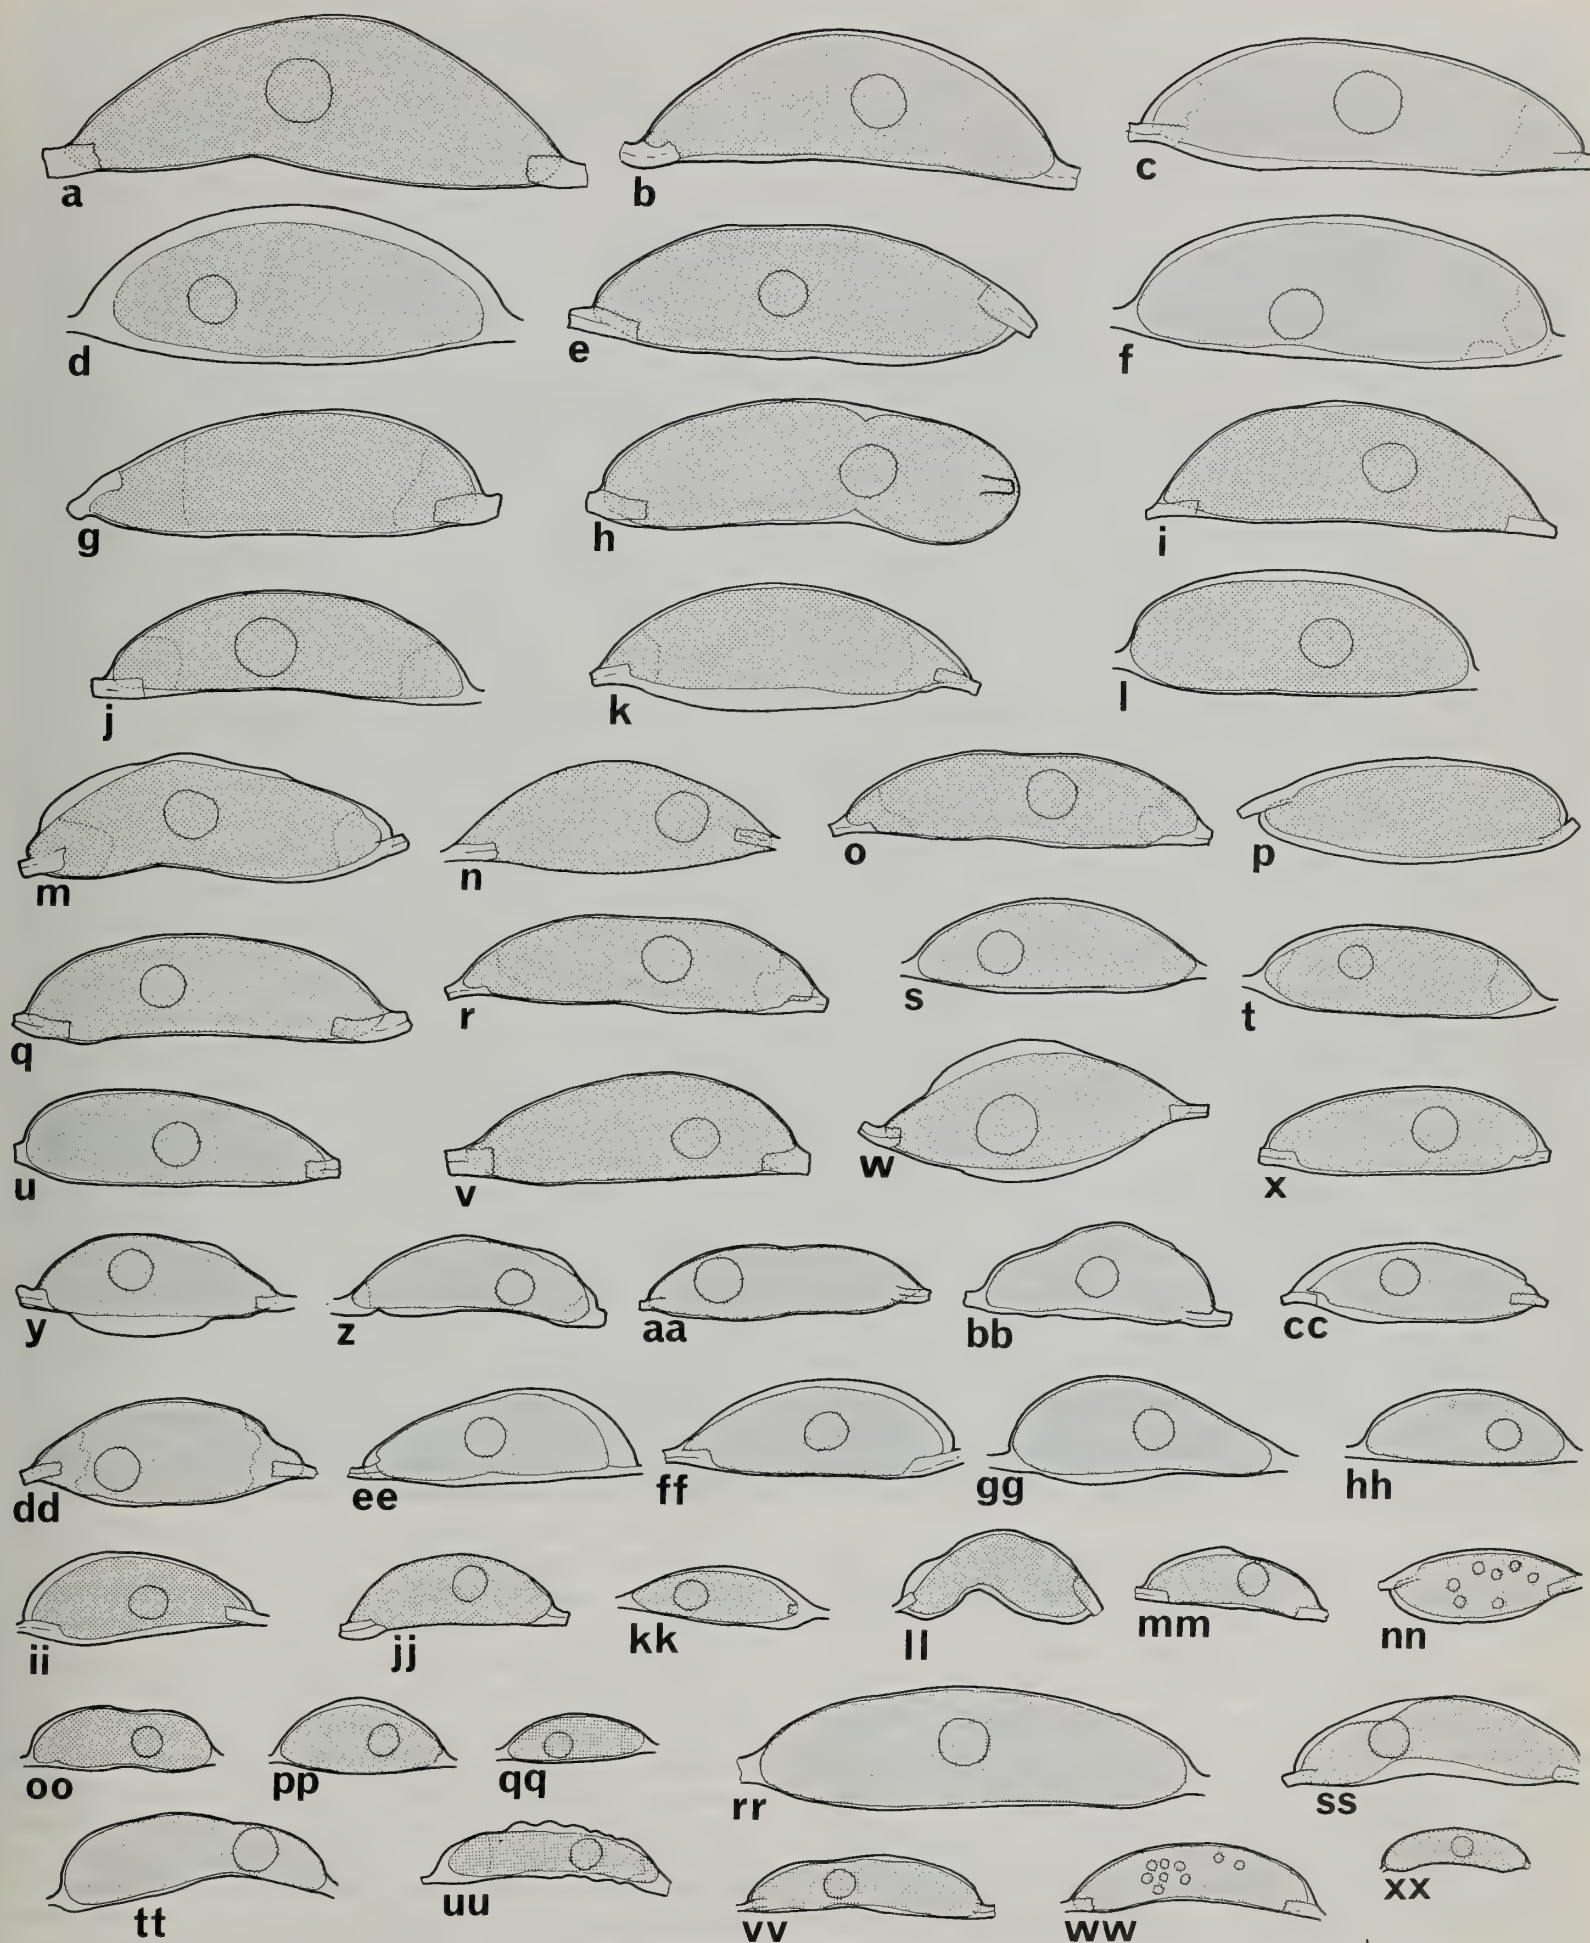 a b c
d e f
g h i
j k l
m n o p
q r s t
u v w x
y z aa bb cc
dd ee ff gg hh
ii jj kk ll mm nn
oo pp qq rr ss
tt uu vv ww xx